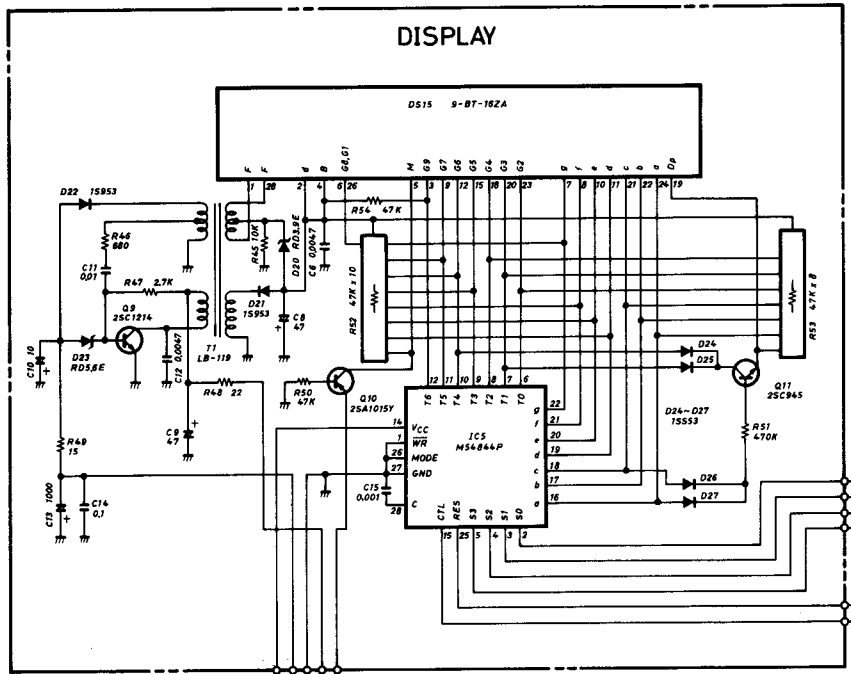 DISPLAY
DS15 9-BT-16ZA
F F d B G8,G1 M G9 G7 G6 G5 G4 G3 G2 g f e d c b a Dp
1 28 2 4 6 26 5 3 9 12 15 18 20 23 7 8 10 11 21 22 24 19
D22 1S953
R54 47K
R46
680
R45 10K
D20 RD3,9E
C6 0,0047
C11
0,01
R47 2.7K
R52 47K x 10
R53 47K x 8
Q9
2SC1214
D21
1S953
C8
47
T1
LB-119
D23
RD5,6E
C10 10
C12 0,0047
D24
D25
R48 22
R50
47K
Q10
2SA1015Y
Q11
2SC945
12 11 10 9 8 7 6
T6 T5 T4 T3 T2 T1 T0
D24~D27
1SS53
R51
470K
C9
47
R49
15
IC5
M54844P
14 VCC
1 WR
26 MODE
27 GND
28 C
g 22
f 21
e 20
d 19
c 18
b 17
a 16
C15
0,001
D26
D27
C13 1000
C14
0,1
CTL RES S3 S2 S1 S0
15 25 5 4 3 2